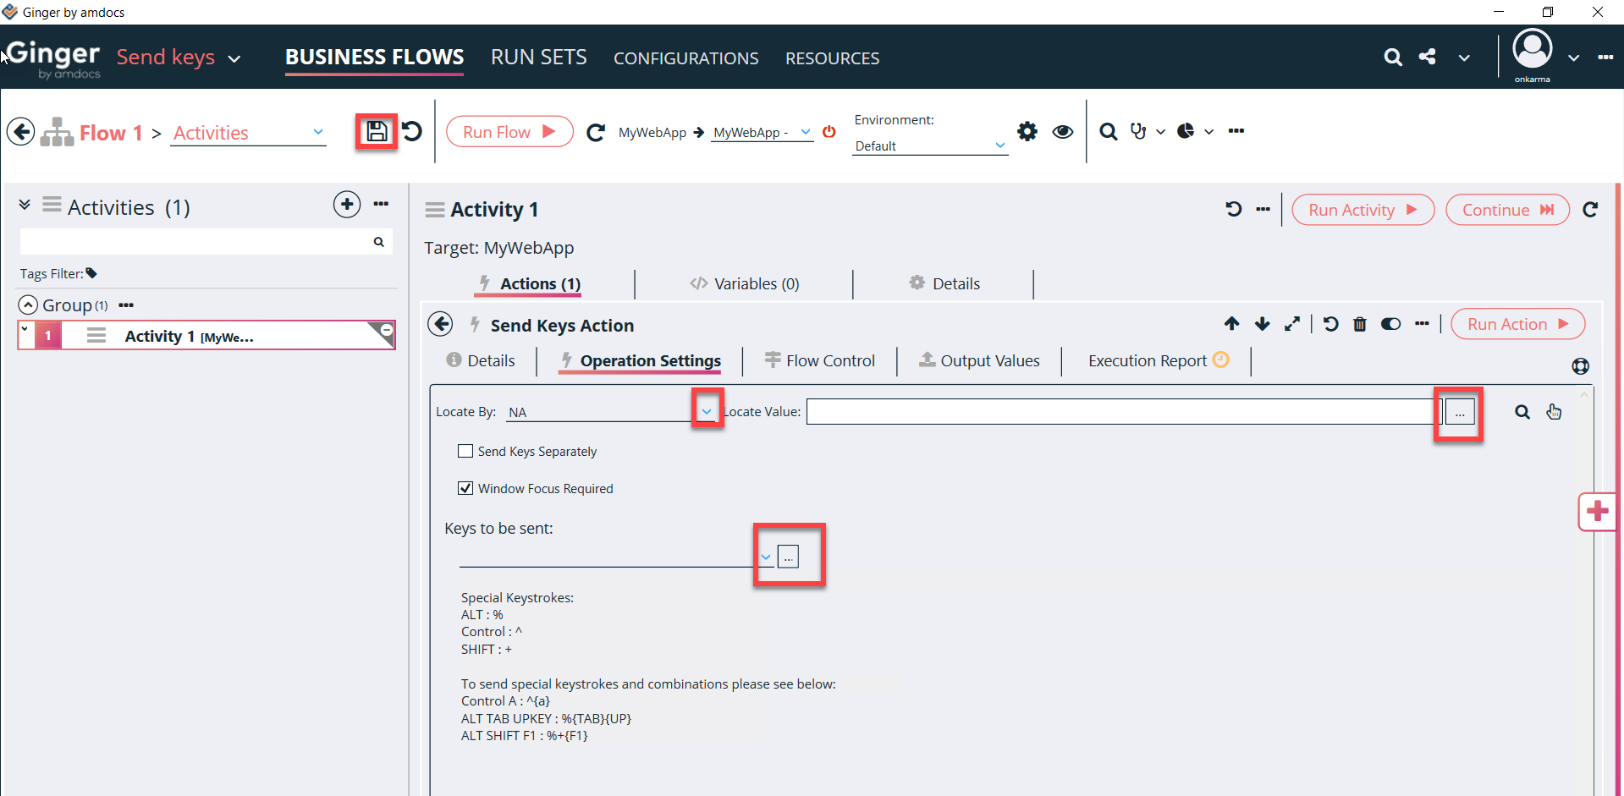 Ginger by amdocs
Ginger
by amdocs
Send keys
BUSINESS FLOWS
RUN SETS
CONFIGURATIONS
RESOURCES
onkarma
Flow 1 > Activities
Run Flow
MyWebApp
MyWebApp -
Environment:
Default
Activities (1)
Tags Filter:
Group (1)
1
Activity 1 [MyWe...
Activity 1
Run Activity
Continue
Target: MyWebApp
Actions (1)
Variables (0)
Details
Send Keys Action
Run Action
Details
Operation Settings
Flow Control
Output Values
Execution Report
Locate By: NA
Locate Value:
...
Send Keys Separately
Window Focus Required
Keys to be sent:
...
Special Keystrokes:
ALT : %
Control : ^
SHIFT : +
To send special keystrokes and combinations please see below:
Control A : ^{a}
ALT TAB UPKEY : %{TAB}{UP}
ALT SHIFT F1 : %+{F1}